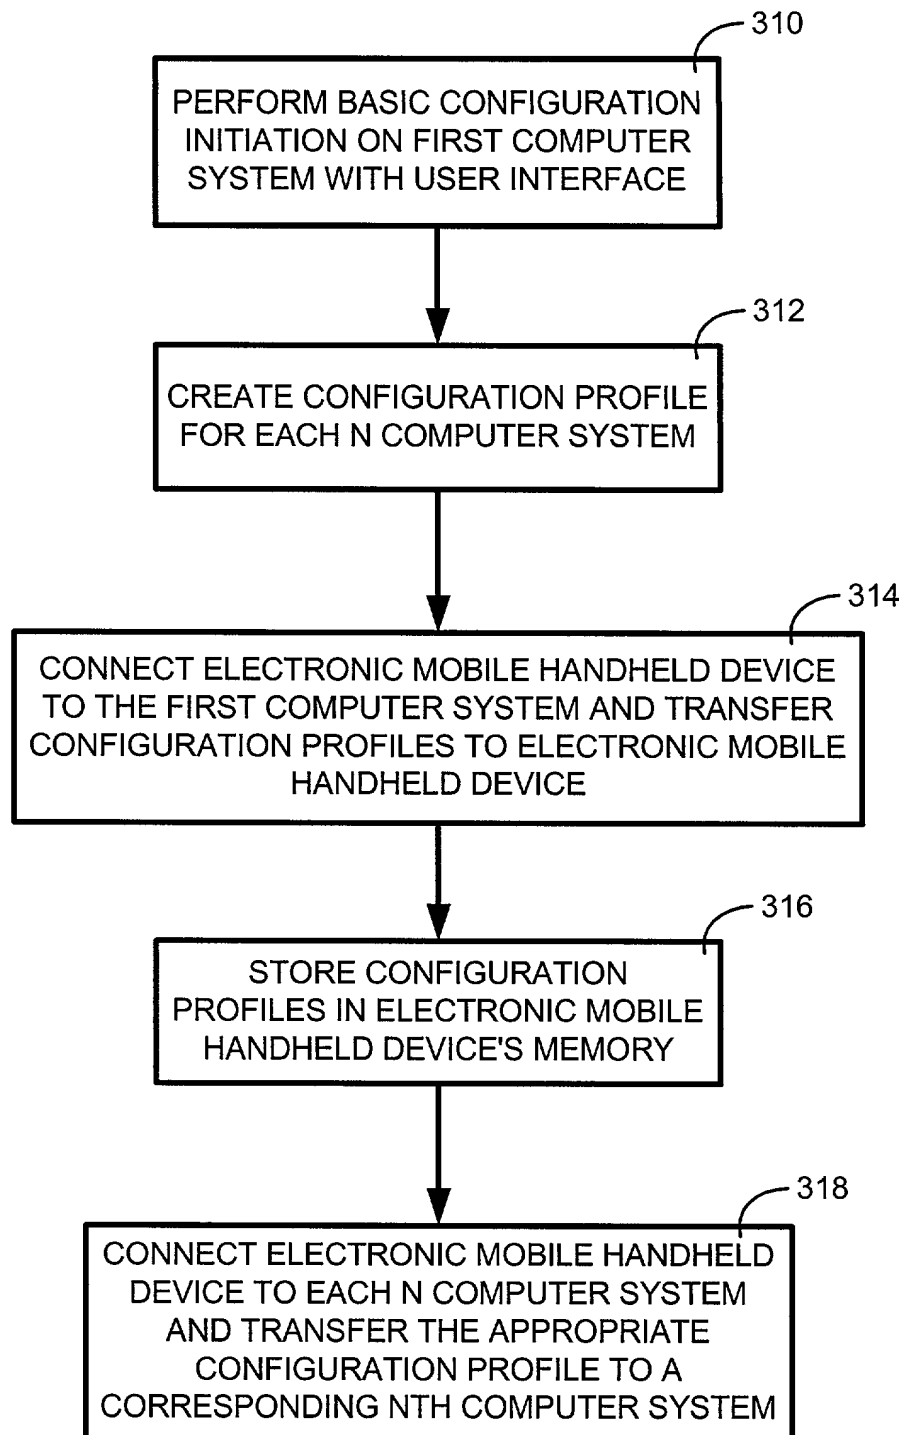 310
PERFORM BASIC CONFIGURATION
INITIATION ON FIRST COMPUTER
SYSTEM WITH USER INTERFACE
312
CREATE CONFIGURATION PROFILE
FOR EACH N COMPUTER SYSTEM
314
CONNECT ELECTRONIC MOBILE HANDHELD DEVICE
TO THE FIRST COMPUTER SYSTEM AND TRANSFER
CONFIGURATION PROFILES TO ELECTRONIC MOBILE
HANDHELD DEVICE
316
STORE CONFIGURATION
PROFILES IN ELECTRONIC MOBILE
HANDHELD DEVICE'S MEMORY
318
CONNECT ELECTRONIC MOBILE HANDHELD
DEVICE TO EACH N COMPUTER SYSTEM
AND TRANSFER THE APPROPRIATE
CONFIGURATION PROFILE TO A
CORRESPONDING NTH COMPUTER SYSTEM